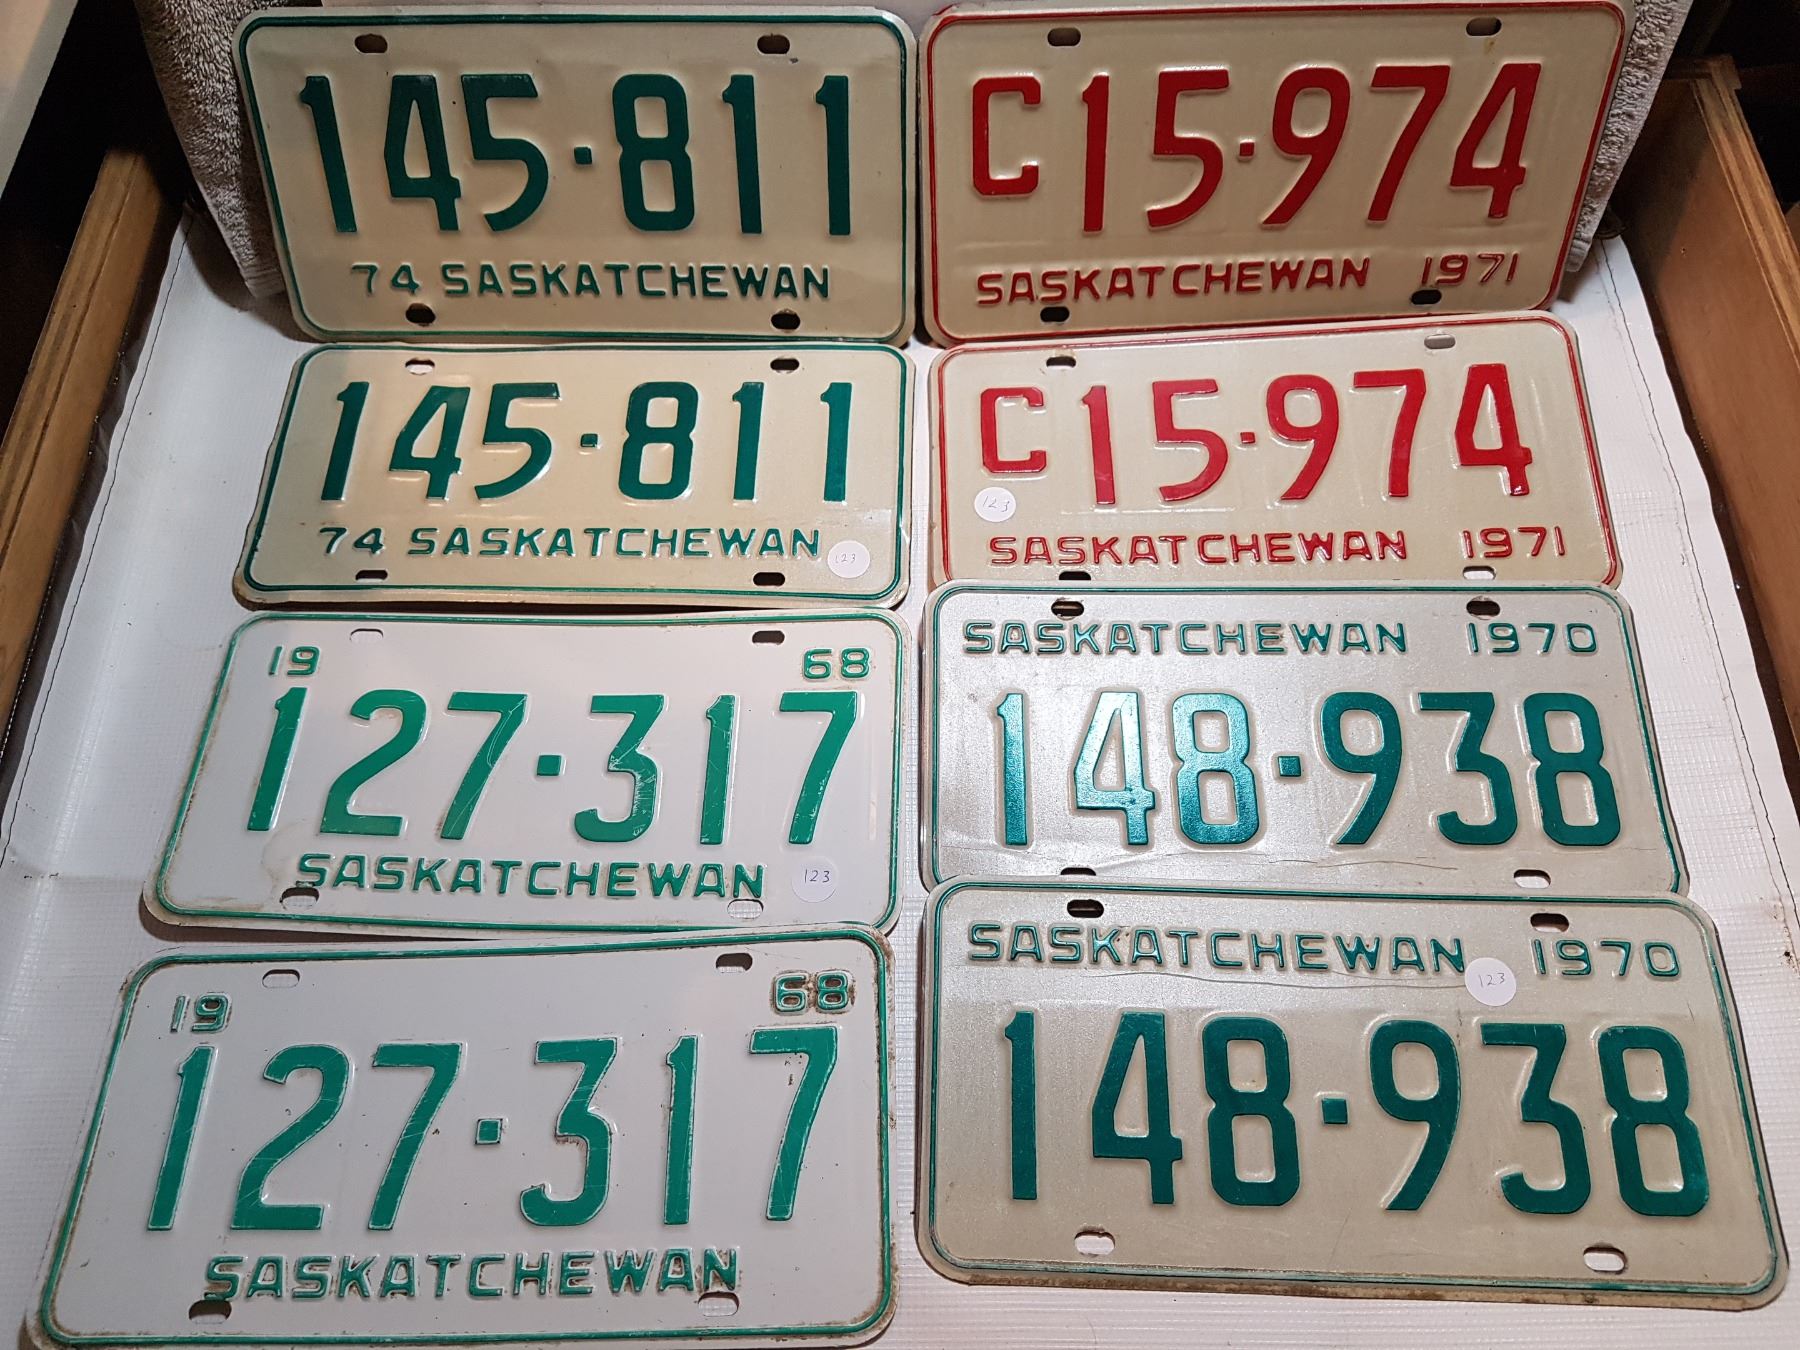 145·811
74 SASKATCHEWAN
C15·974
SASKATCHEWAN 1971
145·811
74 SASKATCHEWAN
123
C15·974
123
SASKATCHEWAN 1971
19 68
127·317
SASKATCHEWAN
123
SASKATCHEWAN 1970
148·938
19 68
127·317
SASKATCHEWAN
SASKATCHEWAN 1970
123
148·938